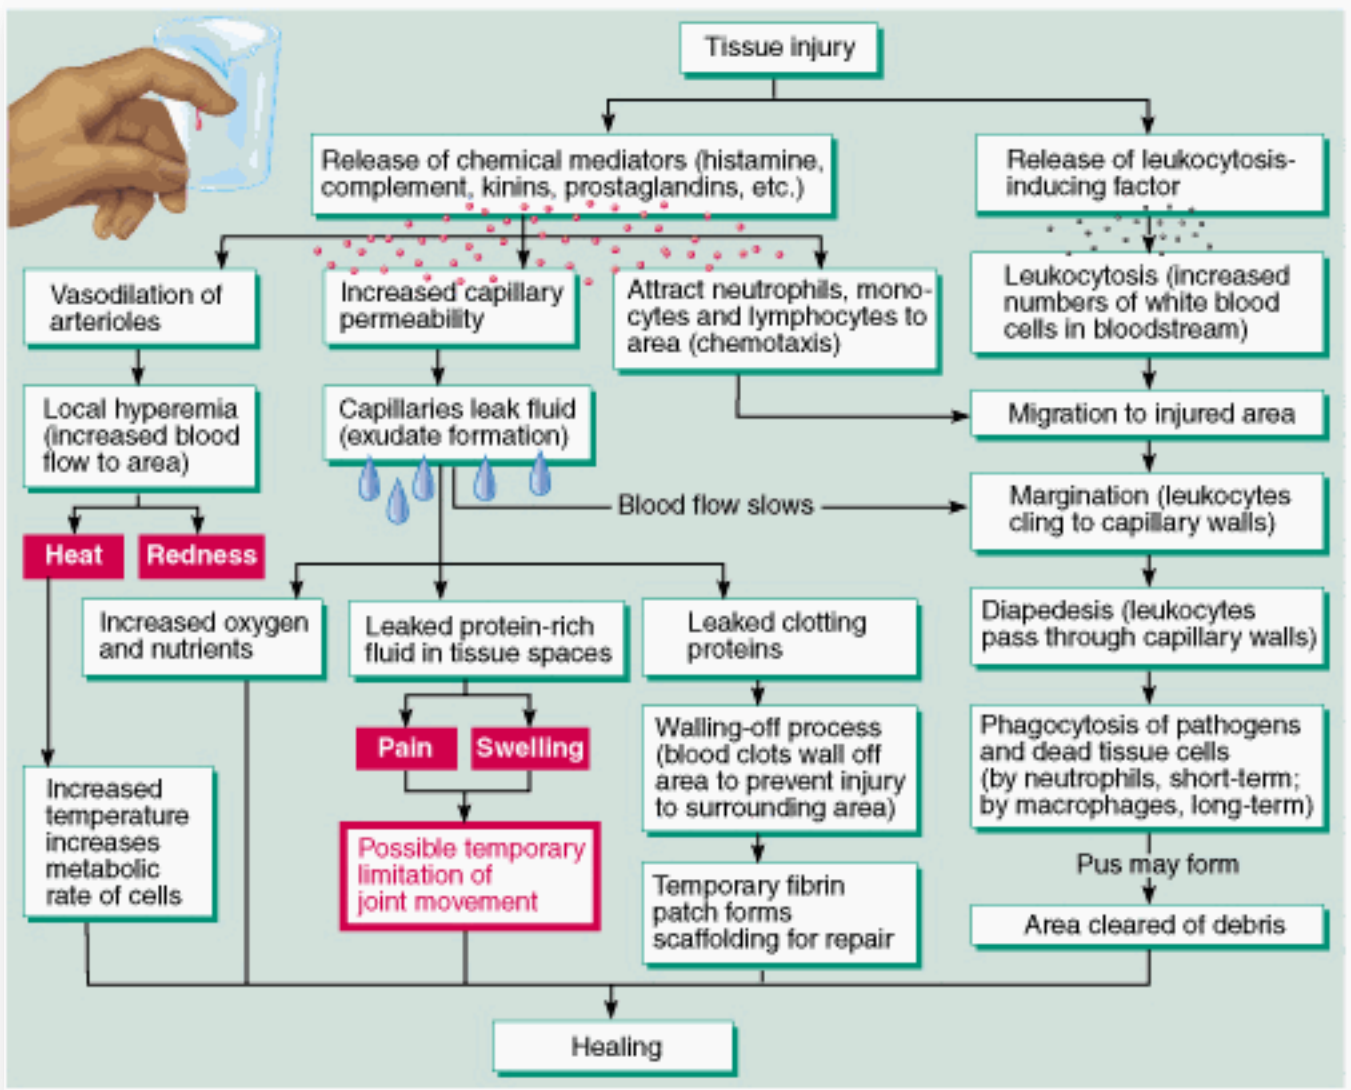 Tissue injury
Release of chemical mediators (histamine,
complement, kinins, prostaglandins, etc.)
Release of leukocytosis-
inducing factor
Vasodilation of
arterioles
Increased capillary
permeability
Attract neutrophils, mono-
cytes and lymphocytes to
area (chemotaxis)
Leukocytosis (increased
numbers of white blood
cells in bloodstream)
Local hyperemia
(increased blood
flow to area)
Capillaries leak fluid
(exudate formation)
Migration to injured area
Blood flow slows
Margination (leukocytes
cling to capillary walls)
Heat
Redness
Increased oxygen
and nutrients
Leaked protein-rich
fluid in tissue spaces
Leaked clotting
proteins
Diapedesis (leukocytes
pass through capillary walls)
Pain
Swelling
Walling-off process
(blood clots wall off
area to prevent injury
to surrounding area)
Phagocytosis of pathogens
and dead tissue cells
(by neutrophils, short-term;
by macrophages, long-term)
Increased
temperature
increases
metabolic
rate of cells
Possible temporary
limitation of
joint movement
Temporary fibrin
patch forms
scaffolding for repair
Pus may form
Area cleared of debris
Healing